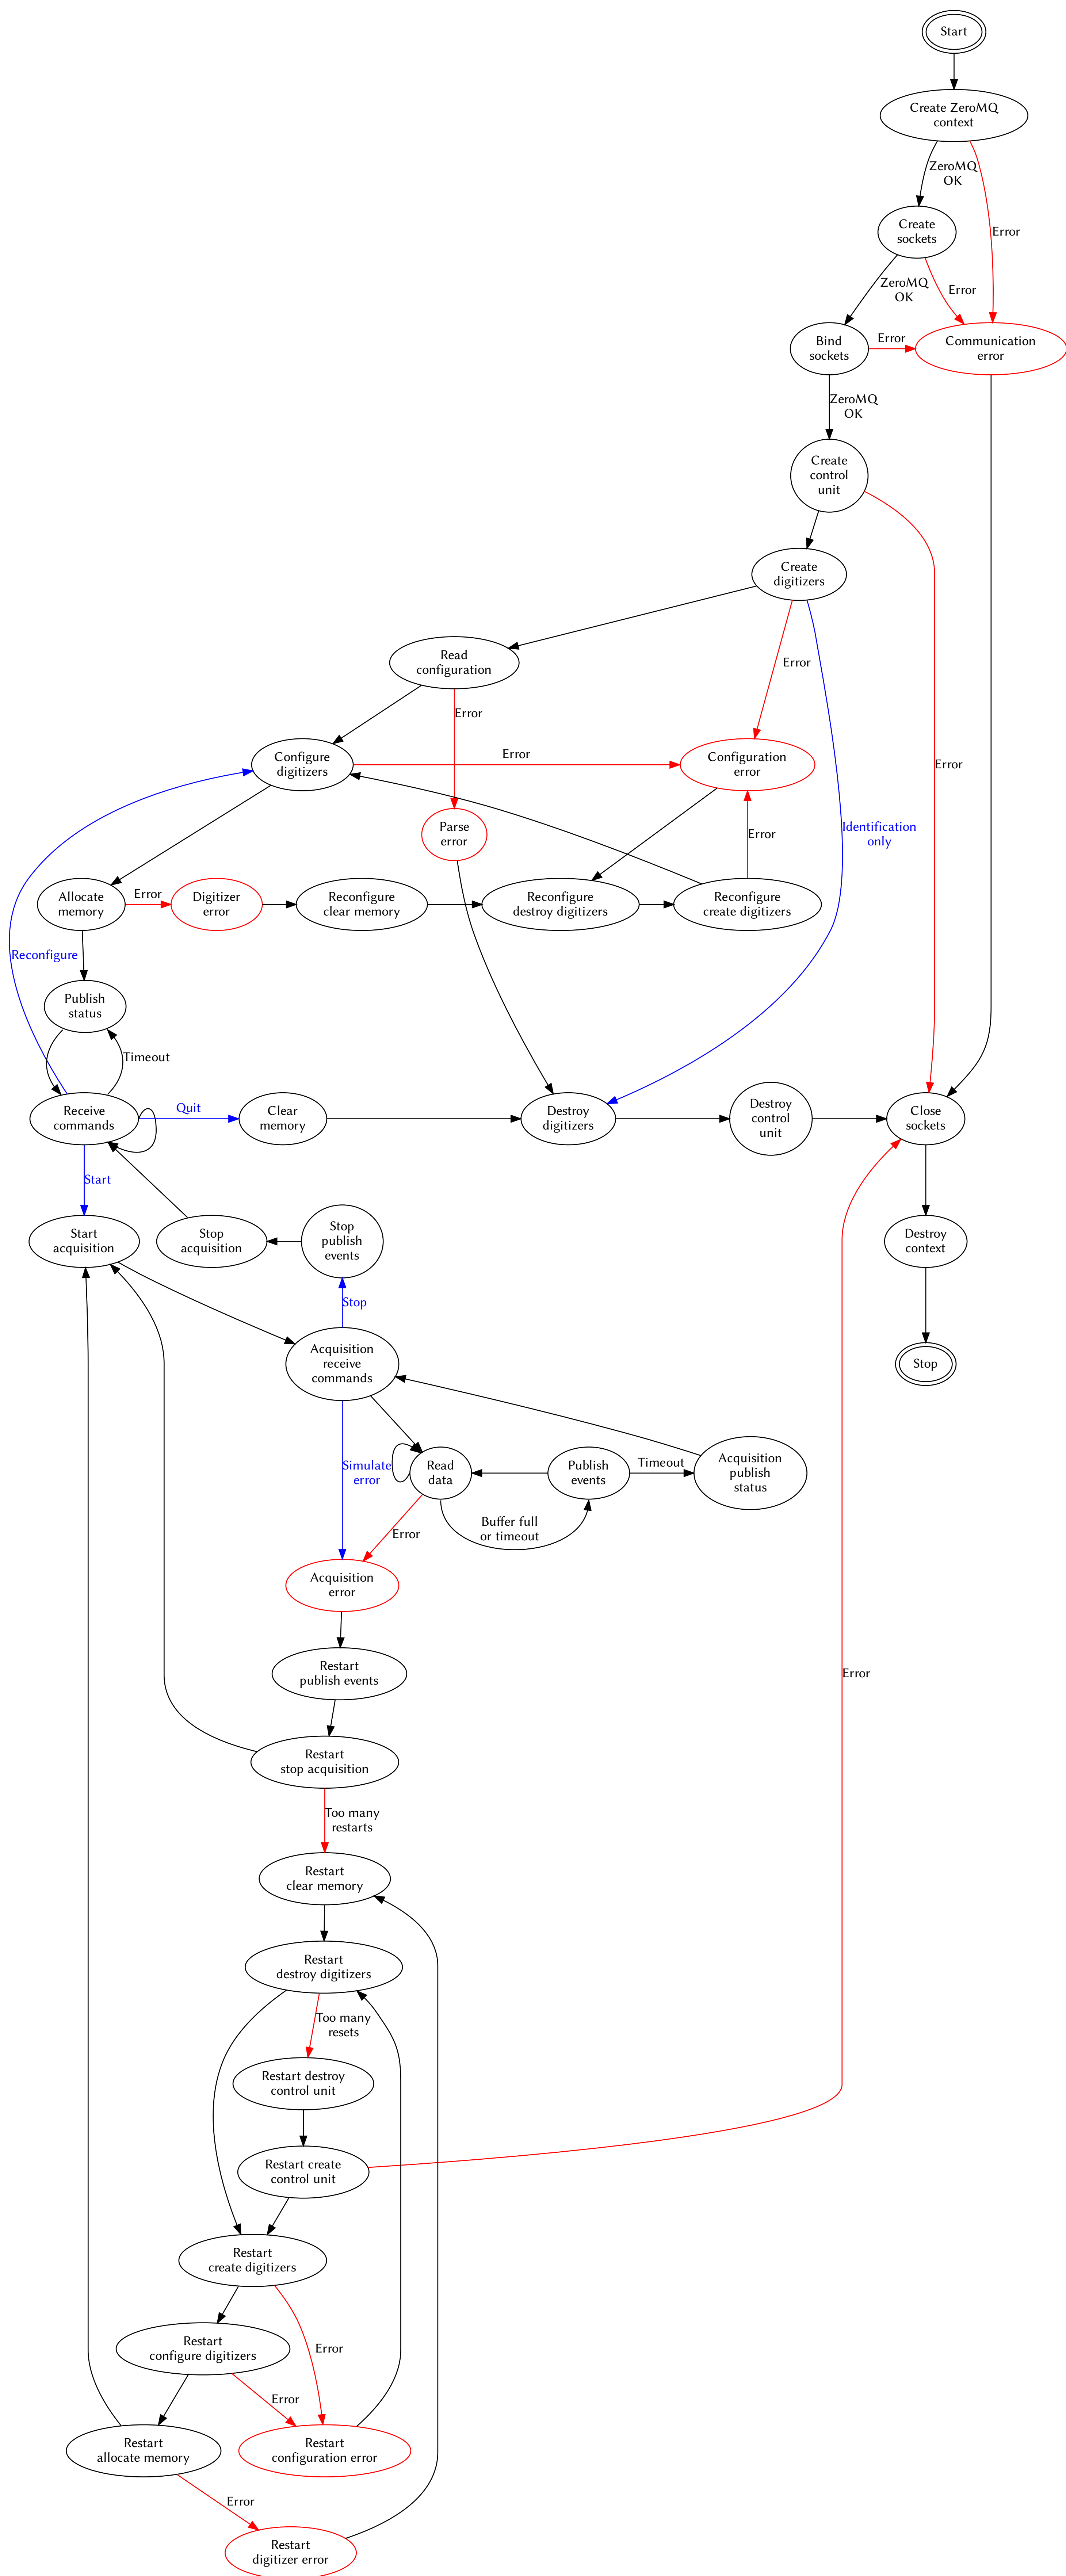 Start
Create ZeroMQ
context
ZeroMQ
OK
Create
sockets
Error
ZeroMQ
OK
Error
Bind
sockets
Error
Communication
error
ZeroMQ
OK
Create
control
unit
Create
digitizers
Read
configuration
Error
Error
Configure
digitizers
Error
Configuration
error
Error
Parse
error
Error
Identification
only
Allocate
memory
Error
Digitizer
error
Reconfigure
clear memory
Reconfigure
destroy digitizers
Reconfigure
create digitizers
Reconfigure
Publish
status
Timeout
Receive
commands
Quit
Clear
memory
Destroy
digitizers
Destroy
control
unit
Close
sockets
Start
Start
acquisition
Stop
acquisition
Stop
publish
events
Destroy
context
Stop
Acquisition
receive
commands
Stop
Simulate
error
Read
data
Publish
events
Timeout
Acquisition
publish
status
Buffer full
or timeout
Error
Acquisition
error
Restart
publish events
Error
Restart
stop acquisition
Too many
restarts
Restart
clear memory
Restart
destroy digitizers
Too many
resets
Restart destroy
control unit
Restart create
control unit
Restart
create digitizers
Restart
configure digitizers
Error
Error
Restart
allocate memory
Restart
configuration error
Error
Restart
digitizer error